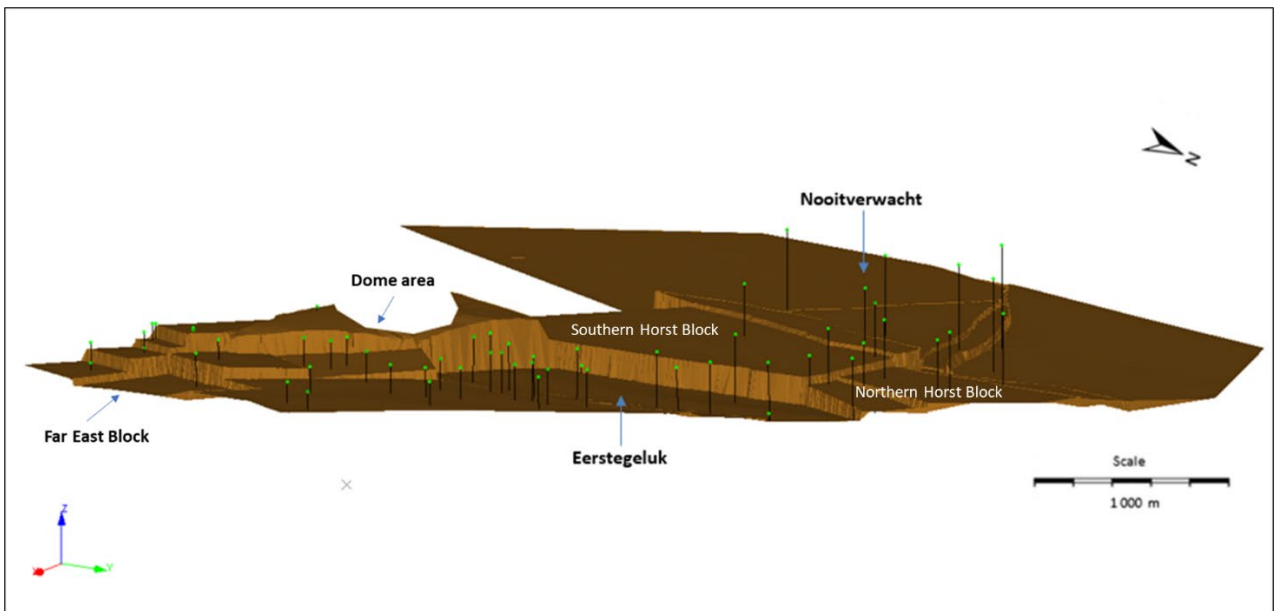 N
Nooitverwacht
Dome area
Southern Horst Block
Northern Horst Block
Far East Block
Eerstegeluk
Scale
1 000 m
Z
X
Y